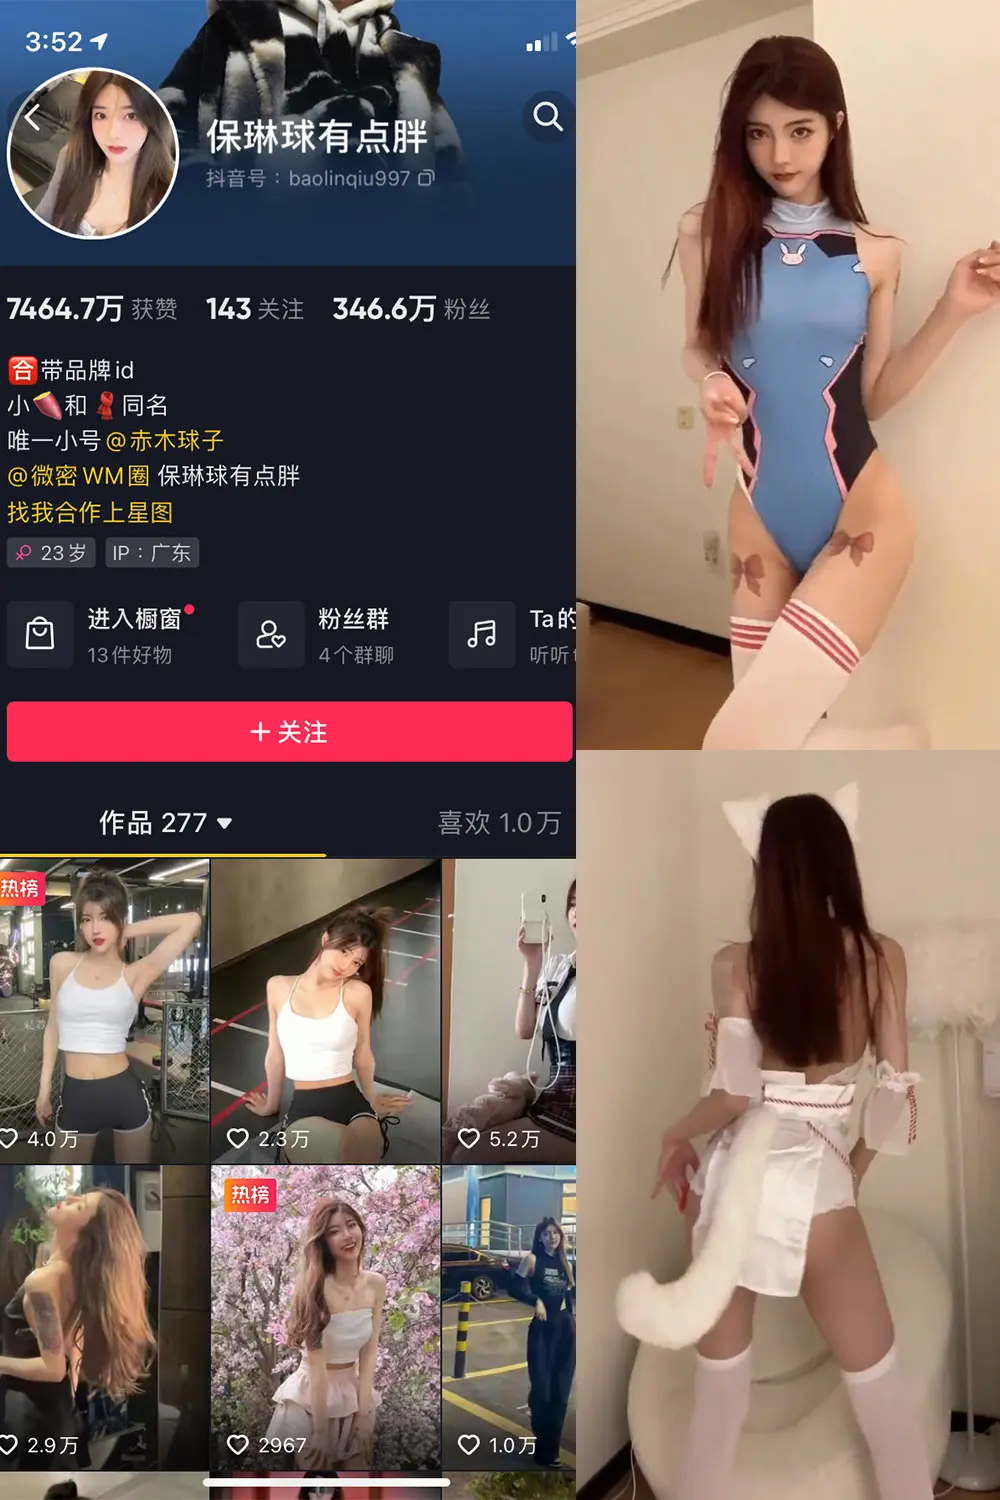 3:52
保琳球有点胖
抖音号：baolinqiu997
7464.7万 获赞 143 关注 346.6万 粉丝
合 带品牌id
小🍠和🧣同名
唯一小号@赤木球子
@微密WM圈 保琳球有点胖
找我合作上星图
23岁 IP：广东
进入橱窗
13件好物
粉丝群
4个群聊
Ta的
听听
+ 关注
作品 277
喜欢 1.0万
热榜
4.0万
2.3万
5.2万
热榜
2.9万
2967
1.0万